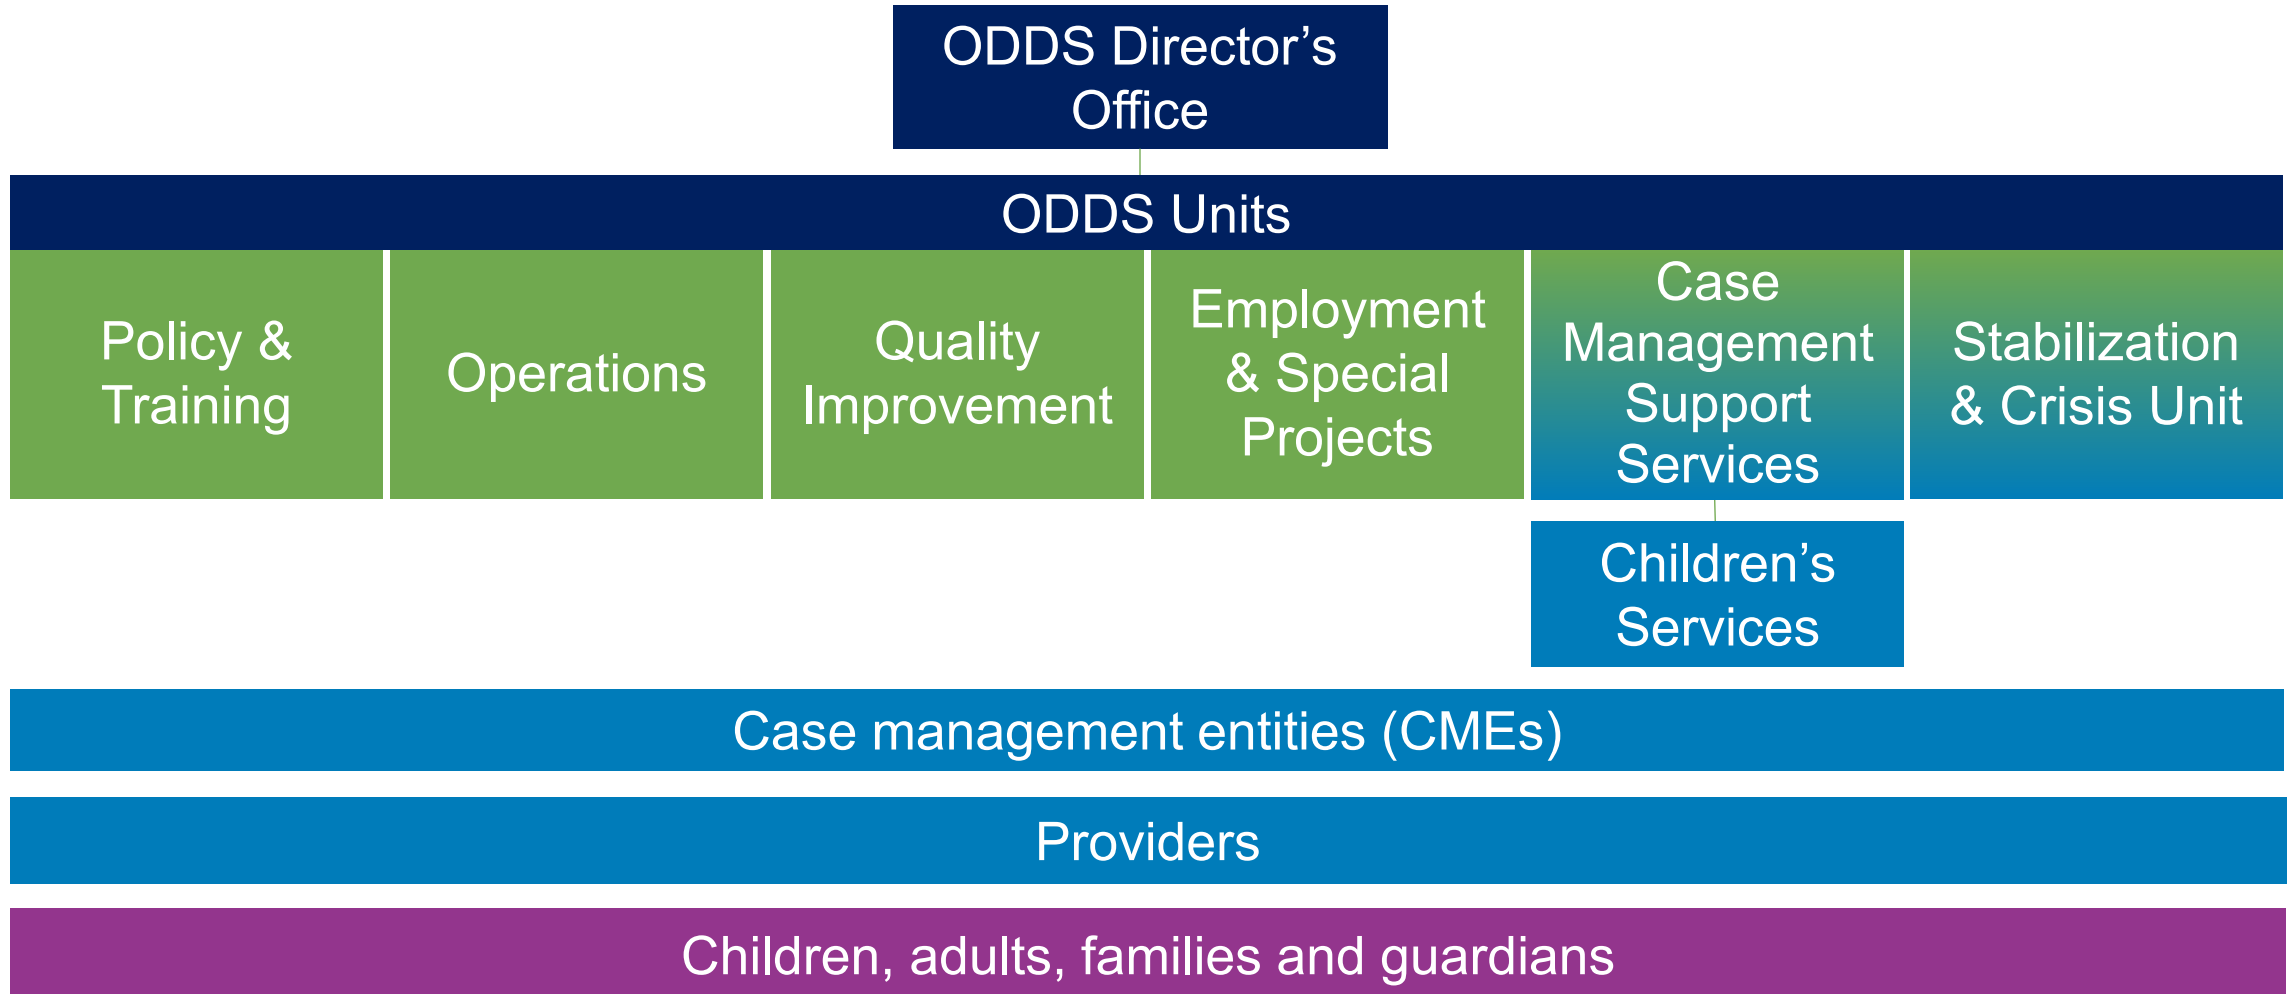 ODDS Director’s
Office
ODDS Units
Policy &
Training
Operations
Quality
Improvement
Employment
& Special
Projects
Case
Management
Support
Services
Stabilization
& Crisis Unit
Children’s
Services
Case management entities (CMEs)
Providers
Children, adults, families and guardians